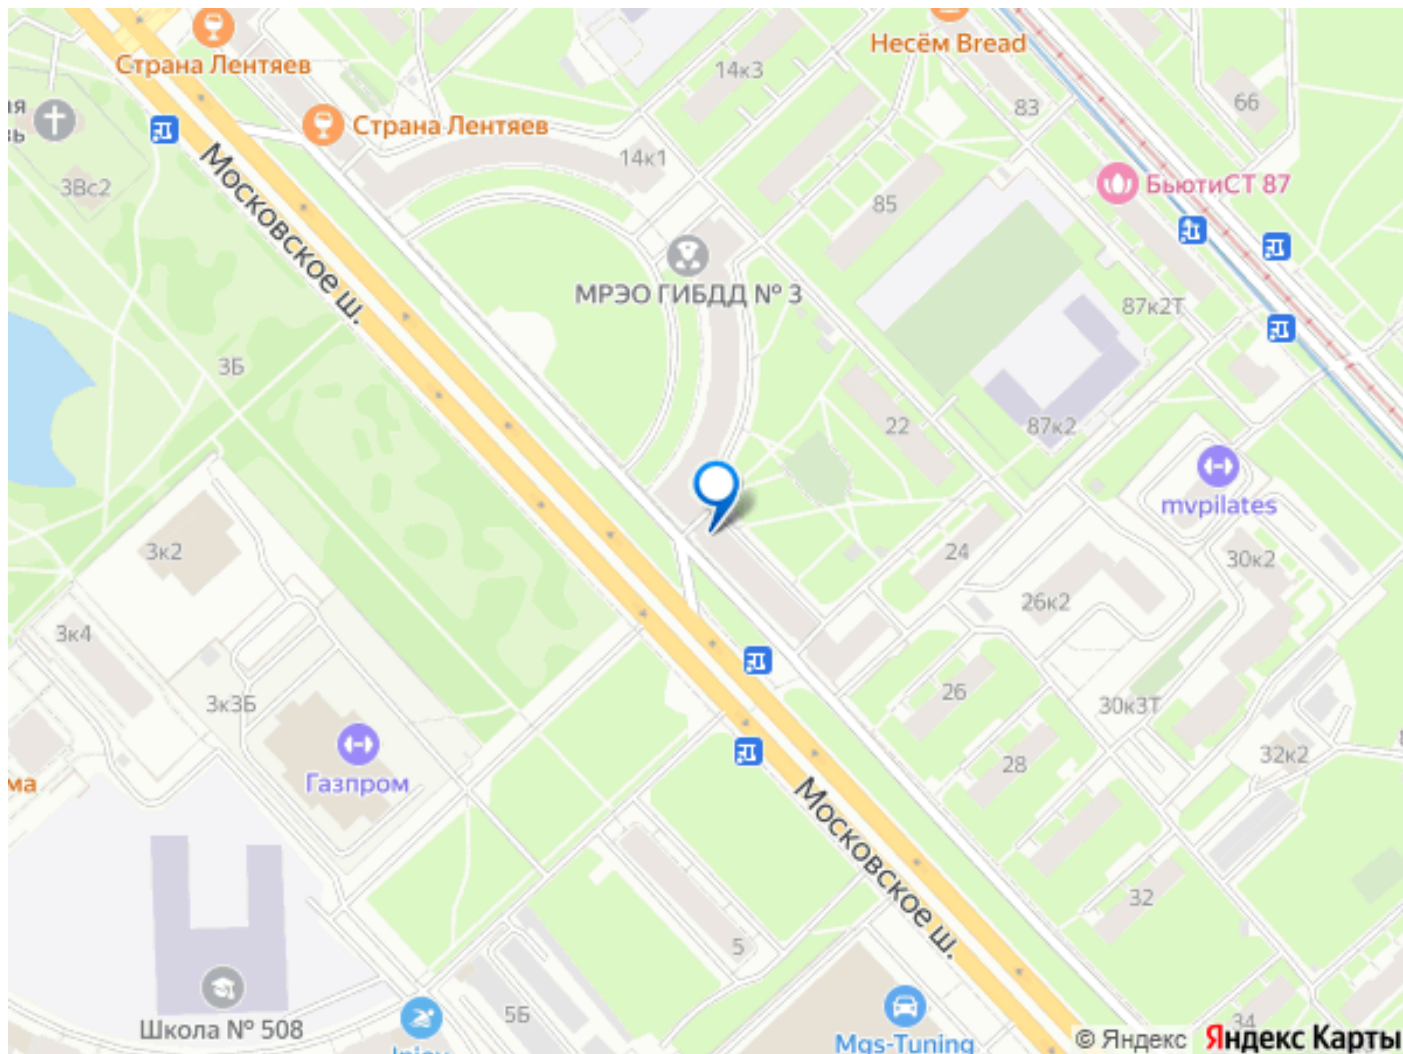 Страна Лентяев
Несём Bread
14к3
83
66
ая
ь
Страна Лентяев
14к1
3Вс2
85
БьютиСТ 87
Московское ш.
МРЭО ГИБДД № 3
87к2Т
3Б
22
87к2
mvpilates
3к2
24
30к2
26к2
3к4
3к3Б
26
30к3Т
28
32к2
Газпром
ма
Московское ш.
32
5
5Б
Школа № 508
34
Mgs-Tuning
© Яндекс Яндекс Карты